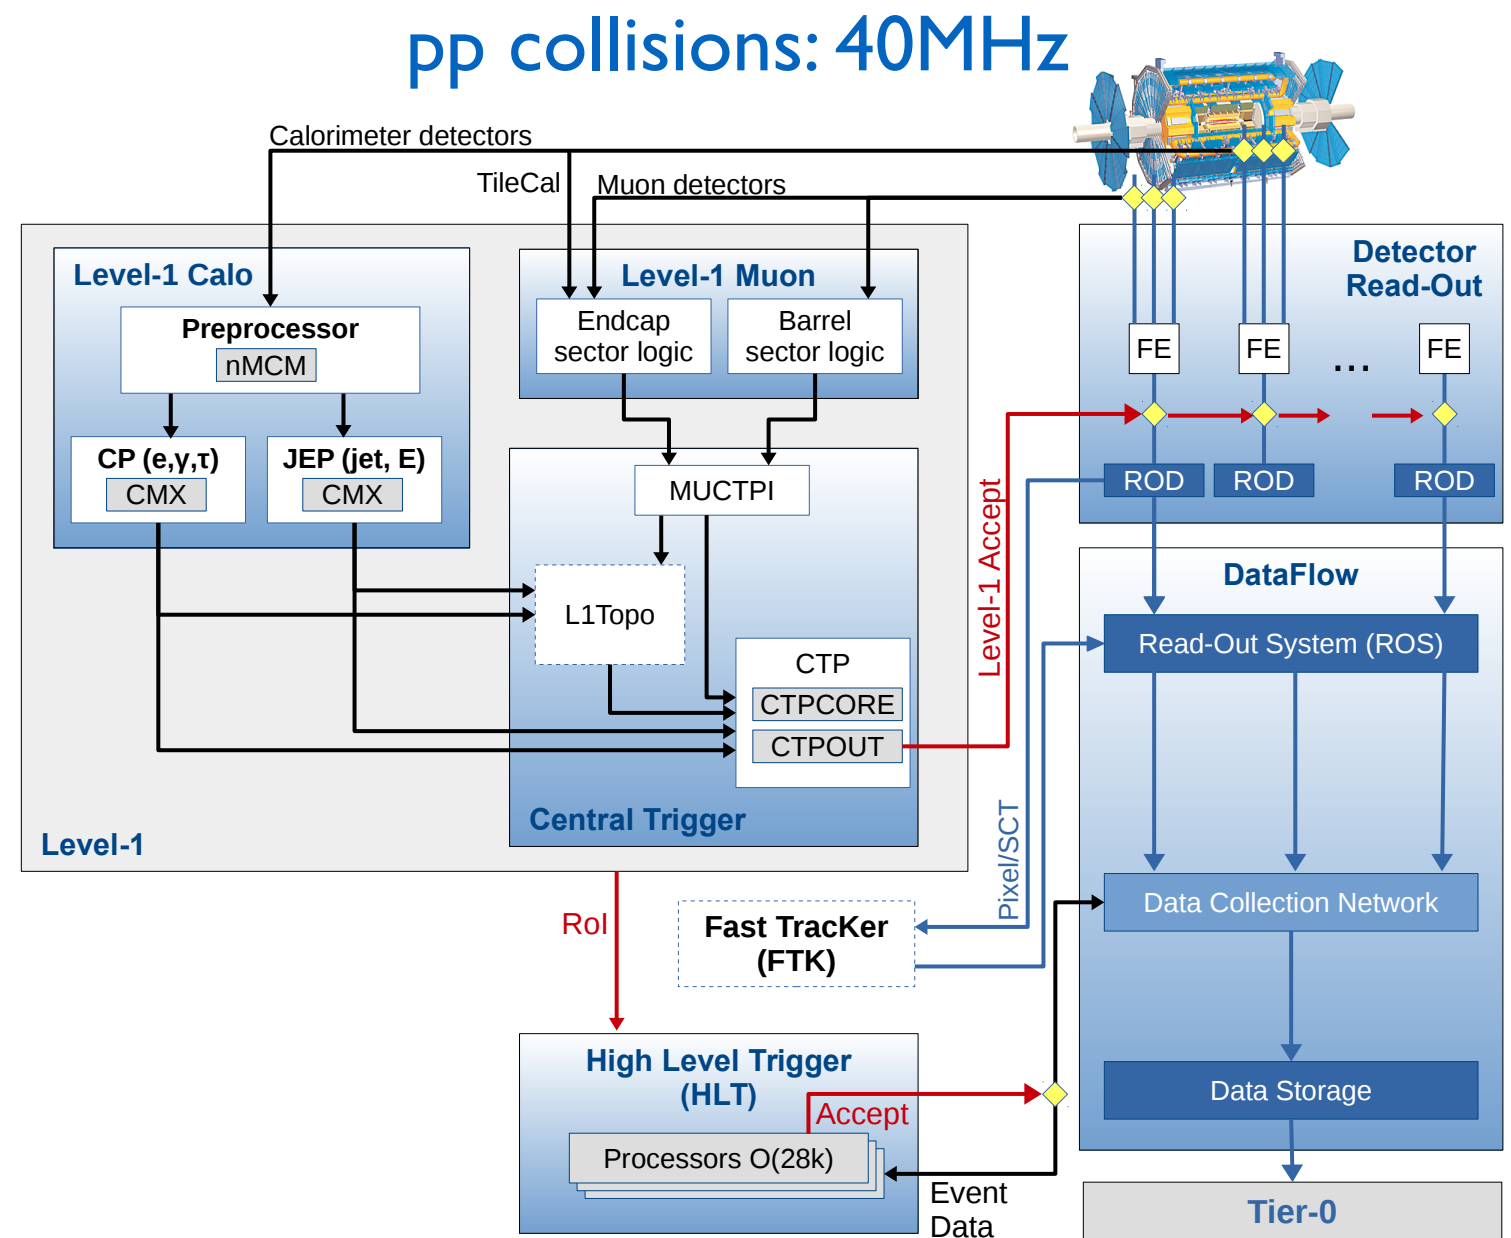 pp collisions: 40MHz
Calorimeter detectors
TileCal
Muon detectors
Level-1 Calo
Preprocessor
nMCM
CP (e,γ,τ)
CMX
JEP (jet, E)
CMX
Level-1 Muon
Endcap
sector logic
Barrel
sector logic
MUCTPI
L1Topo
CTP
CTPCORE
CTPOUT
Central Trigger
Level-1
Level-1 Accept
Detector
Read-Out
FE
FE
...
FE
ROD
ROD
ROD
DataFlow
Read-Out System (ROS)
Data Collection Network
Data Storage
Tier-0
Pixel/SCT
RoI
Fast TracKer
(FTK)
High Level Trigger
(HLT)
Accept
Processors O(28k)
Event
Data